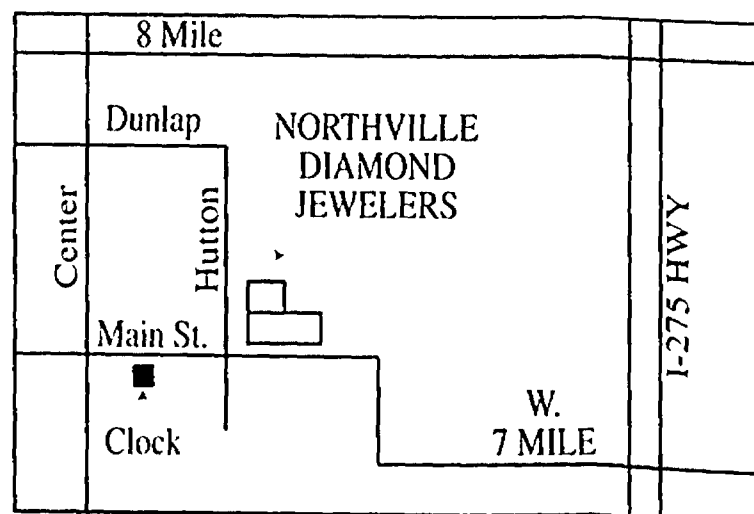 8 Mile
Dunlap
NORTHVILLE
DIAMOND
JEWELERS
Center
Hutton
I-275 HWY
Main St.
Clock
W.
7 MILE